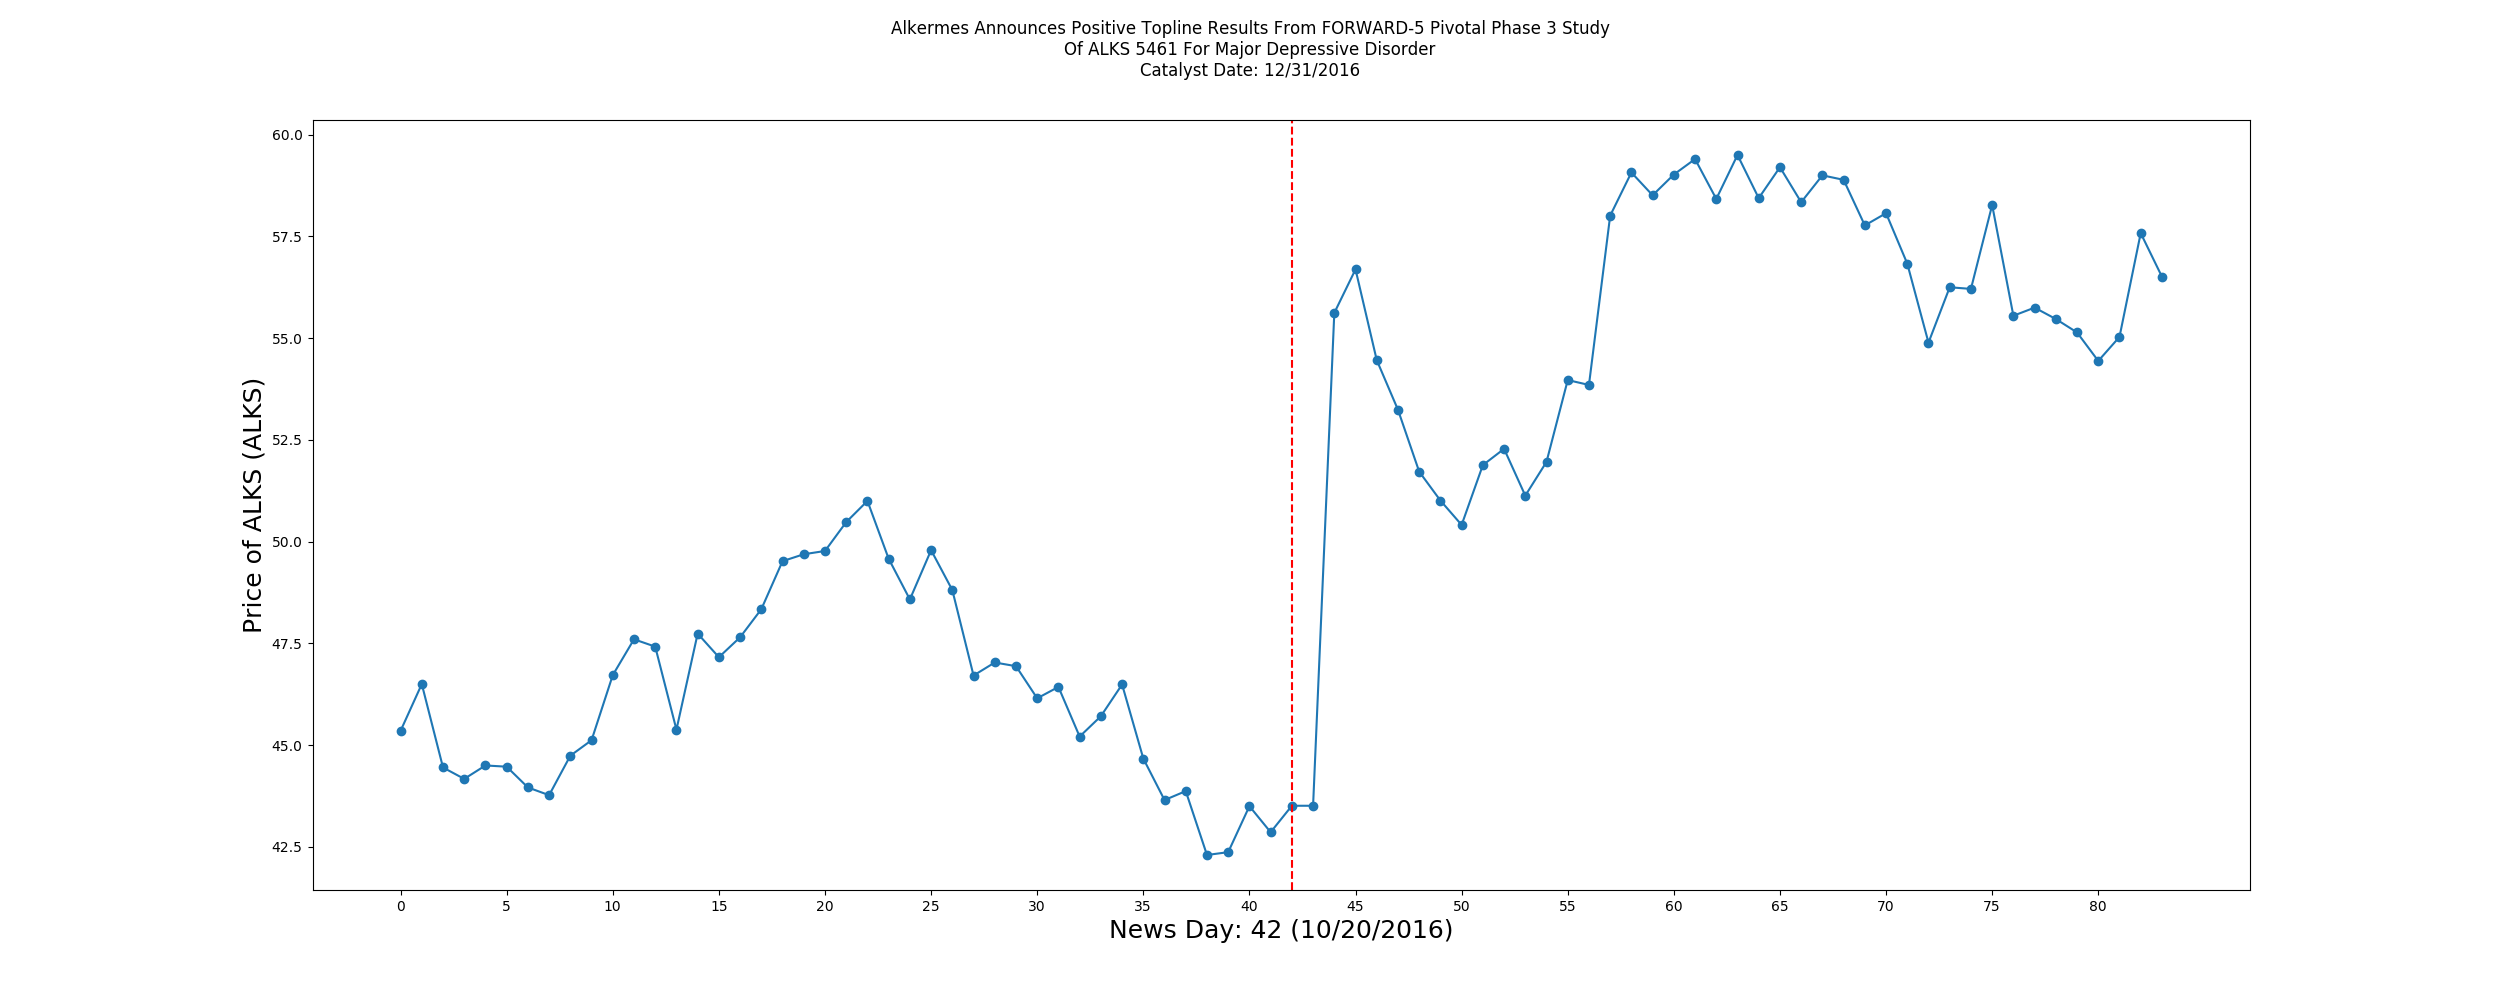 Alkermes Announces Positive Topline Results From FORWARD-5 Pivotal Phase 3 Study
Of ALKS 5461 For Major Depressive Disorder
Catalyst Date: 12/31/2016
Price of ALKS (ALKS)
60.0
57.5
55.0
52.5
50.0
47.5
45.0
42.5
0 5 10 15 20 25 30 35 40 45 50 55 60 65 70 75 80
News Day: 42 (10/20/2016)